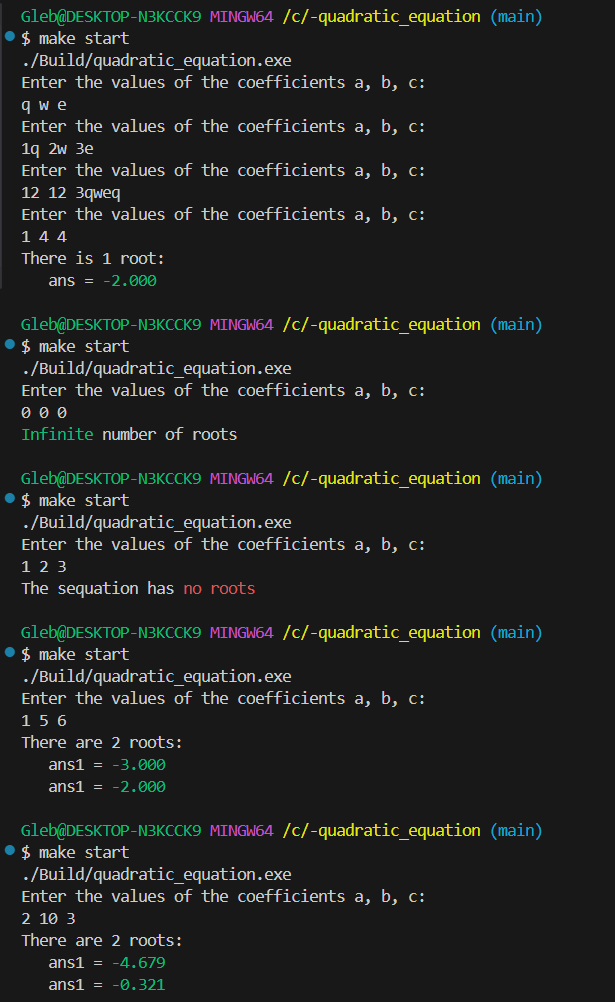 Gleb@DESKTOP-N3KCCK9 MINGW64 /c/-quadratic_equation (main)
$ make start
./Build/quadratic_equation.exe
Enter the values of the coefficients a, b, c:
q w e
Enter the values of the coefficients a, b, c:
1q 2w 3e
Enter the values of the coefficients a, b, c:
12 12 3qweq
Enter the values of the coefficients a, b, c:
1 4 4
There is 1 root:
ans = -2.000
Gleb@DESKTOP-N3KCCK9 MINGW64 /c/-quadratic_equation (main)
$ make start
./Build/quadratic_equation.exe
Enter the values of the coefficients a, b, c:
0 0 0
Infinite number of roots
Gleb@DESKTOP-N3KCCK9 MINGW64 /c/-quadratic_equation (main)
$ make start
./Build/quadratic_equation.exe
Enter the values of the coefficients a, b, c:
1 2 3
The sequation has no roots
Gleb@DESKTOP-N3KCCK9 MINGW64 /c/-quadratic_equation (main)
$ make start
./Build/quadratic_equation.exe
Enter the values of the coefficients a, b, c:
1 5 6
There are 2 roots:
ans1 = -3.000
ans1 = -2.000
Gleb@DESKTOP-N3KCCK9 MINGW64 /c/-quadratic_equation (main)
$ make start
./Build/quadratic_equation.exe
Enter the values of the coefficients a, b, c:
2 10 3
There are 2 roots:
ans1 = -4.679
ans1 = -0.321